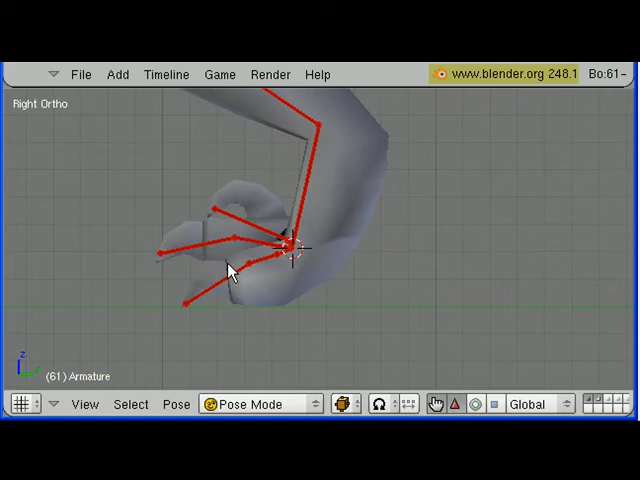 File Add Timeline Game Render Help www.blender.org 248.1 Bo:61-
Right Ortho
z
(61) Armature
View Select Pose Pose Mode Global